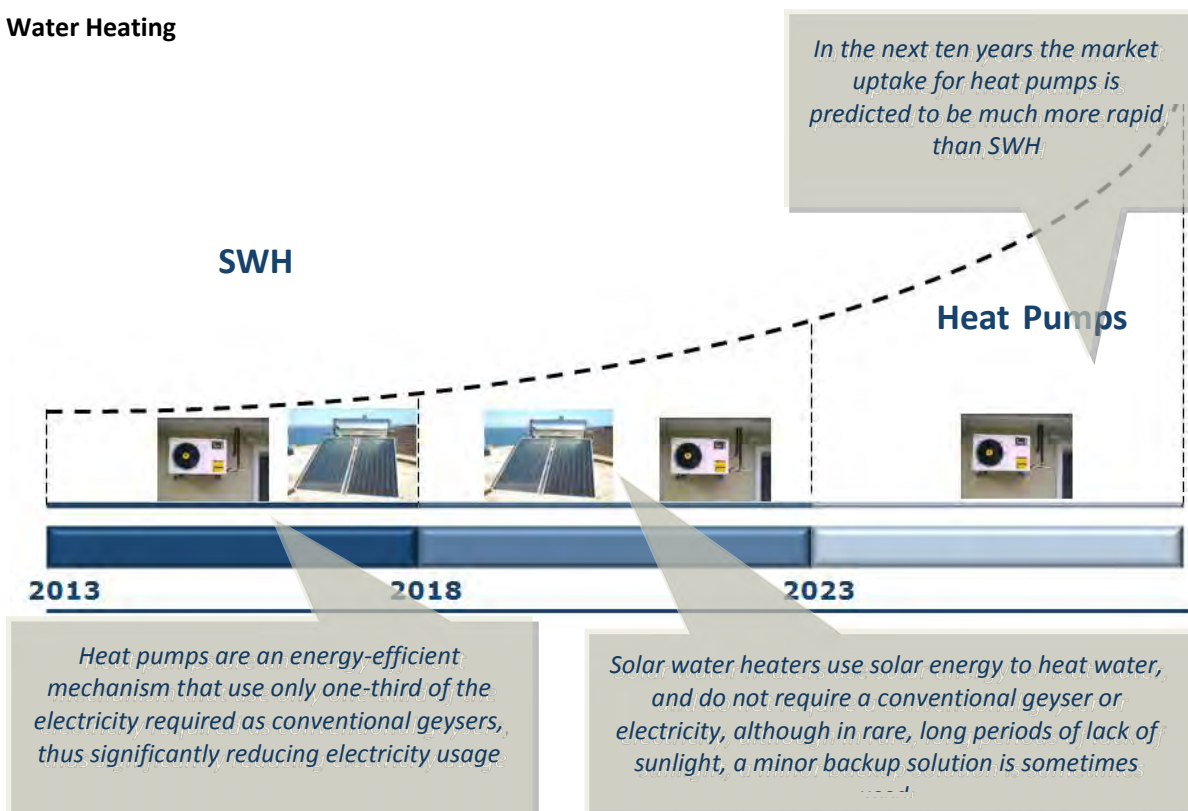 Water Heating
In the next ten years the market
uptake for heat pumps is
predicted to be much more rapid
than SWH
SWH
Heat Pumps
2013
2018
2023
Heat pumps are an energy-efficient
mechanism that use only one-third of the
electricity required as conventional geysers,
thus significantly reducing electricity usage
Solar water heaters use solar energy to heat water,
and do not require a conventional geyser or
electricity, although in rare, long periods of lack of
sunlight, a minor backup solution is sometimes